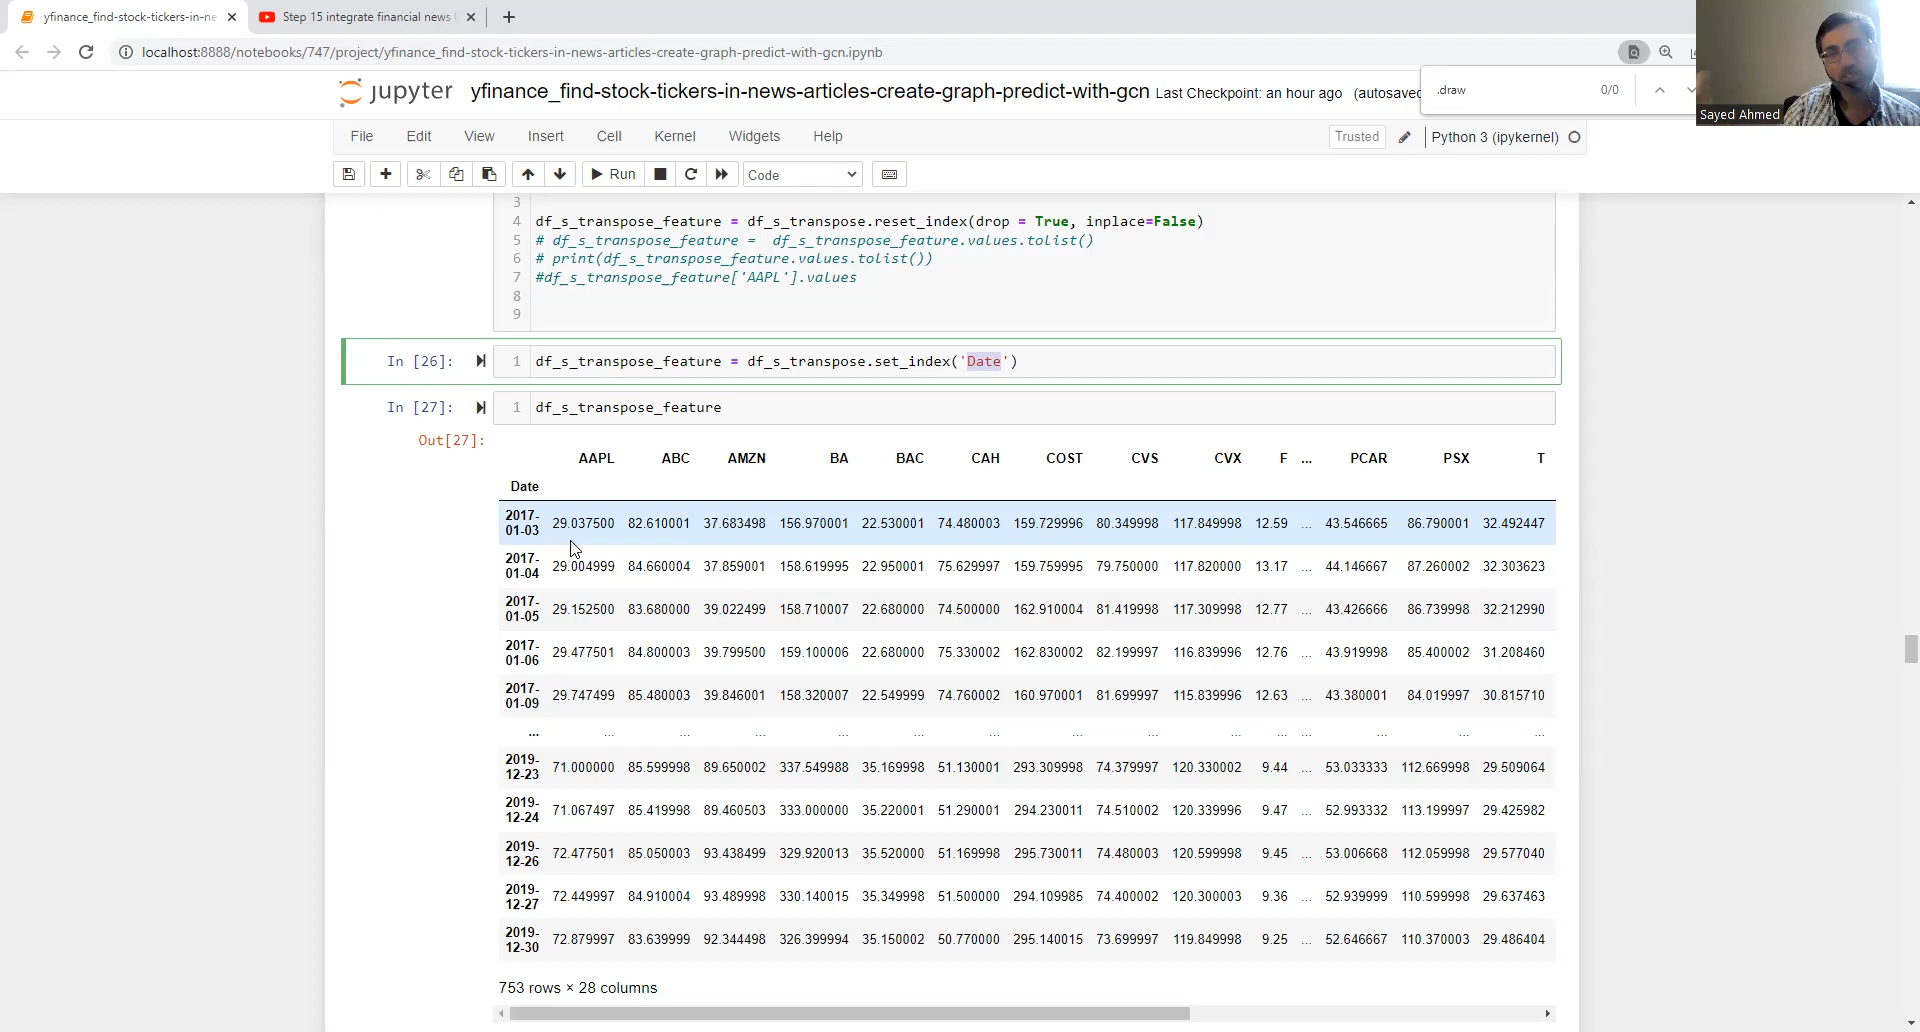 yfinance_find-stock-tickers-in-ne
Step 15 integrate financial news
localhost:8888/notebooks/747/project/yfinance_find-stock-tickers-in-news-articles-create-graph-predict-with-gcn.ipynb
jupyter yfinance_find-stock-tickers-in-news-articles-create-graph-predict-with-gcn Last Checkpoint: an hour ago (autosaved
.draw 0/0
Sayed Ahmed
File Edit View Insert Cell Kernel Widgets Help
Trusted Python 3 (ipykernel)
Run Code
3
4 df_s_transpose_feature = df_s_transpose.reset_index(drop = True, inplace=False)
5 # df_s_transpose_feature =  df_s_transpose_feature.values.tolist()
6 # print(df_s_transpose_feature.values.tolist())
7 #df_s_transpose_feature['AAPL'].values
8
9
In [26]: 1 df_s_transpose_feature = df_s_transpose.set_index('Date')
In [27]: 1 df_s_transpose_feature
Out[27]:
AAPL ABC AMZN BA BAC CAH COST CVS CVX F ... PCAR PSX T
Date
2017-01-03 29.037500 82.610001 37.683498 156.970001 22.530001 74.480003 159.729996 80.349998 117.849998 12.59 ... 43.546665 86.790001 32.492447
2017-01-04 29.004999 84.660004 37.859001 158.619995 22.950001 75.629997 159.759995 79.750000 117.820000 13.17 ... 44.146667 87.260002 32.303623
2017-01-05 29.152500 83.680000 39.022499 158.710007 22.680000 74.500000 162.910004 81.419998 117.309998 12.77 ... 43.426666 86.739998 32.212990
2017-01-06 29.477501 84.800003 39.799500 159.100006 22.680000 75.330002 162.830002 82.199997 116.839996 12.76 ... 43.919998 85.400002 31.208460
2017-01-09 29.747499 85.480003 39.846001 158.320007 22.549999 74.760002 160.970001 81.699997 115.839996 12.63 ... 43.380001 84.019997 30.815710
... ... ... ... ... ... ... ... ... ... ... ... ... ... ...
2019-12-23 71.000000 85.599998 89.650002 337.549988 35.169998 51.130001 293.309998 74.379997 120.330002 9.44 ... 53.033333 112.669998 29.509064
2019-12-24 71.067497 85.419998 89.460503 333.000000 35.220001 51.290001 294.230011 74.510002 120.339996 9.47 ... 52.993332 113.199997 29.425982
2019-12-26 72.477501 85.050003 93.438499 329.920013 35.520000 51.169998 295.730011 74.480003 120.599998 9.45 ... 53.006668 112.059998 29.577040
2019-12-27 72.449997 84.910004 93.489998 330.140015 35.349998 51.500000 294.109985 74.400002 120.300003 9.36 ... 52.939999 110.599998 29.637463
2019-12-30 72.879997 83.639999 92.344498 326.399994 35.150002 50.770000 295.140015 73.699997 119.849998 9.25 ... 52.646667 110.370003 29.486404
753 rows × 28 columns